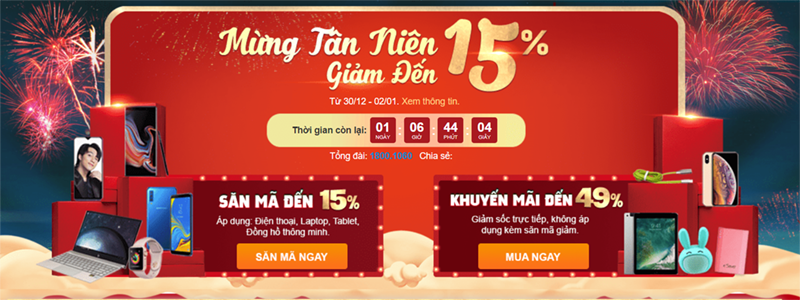 Mừng Tân Niên
Giảm Đến
15%
Từ 30/12 - 02/01. Xem thông tin.
Thời gian còn lại: 01 : 06 : 44 : 04
NGÀY GIỜ PHÚT GIÂY
Tổng đài: 1800.1060 Chia sẻ:
SĂN MÃ ĐẾN 15%
Áp dụng: Điện thoại, Laptop, Tablet,
Đồng hồ thông minh.
SĂN MÃ NGAY
KHUYẾN MÃI ĐẾN 49%
Giảm sốc trực tiếp, không áp
dụng kèm săn mã giảm.
MUA NGAY